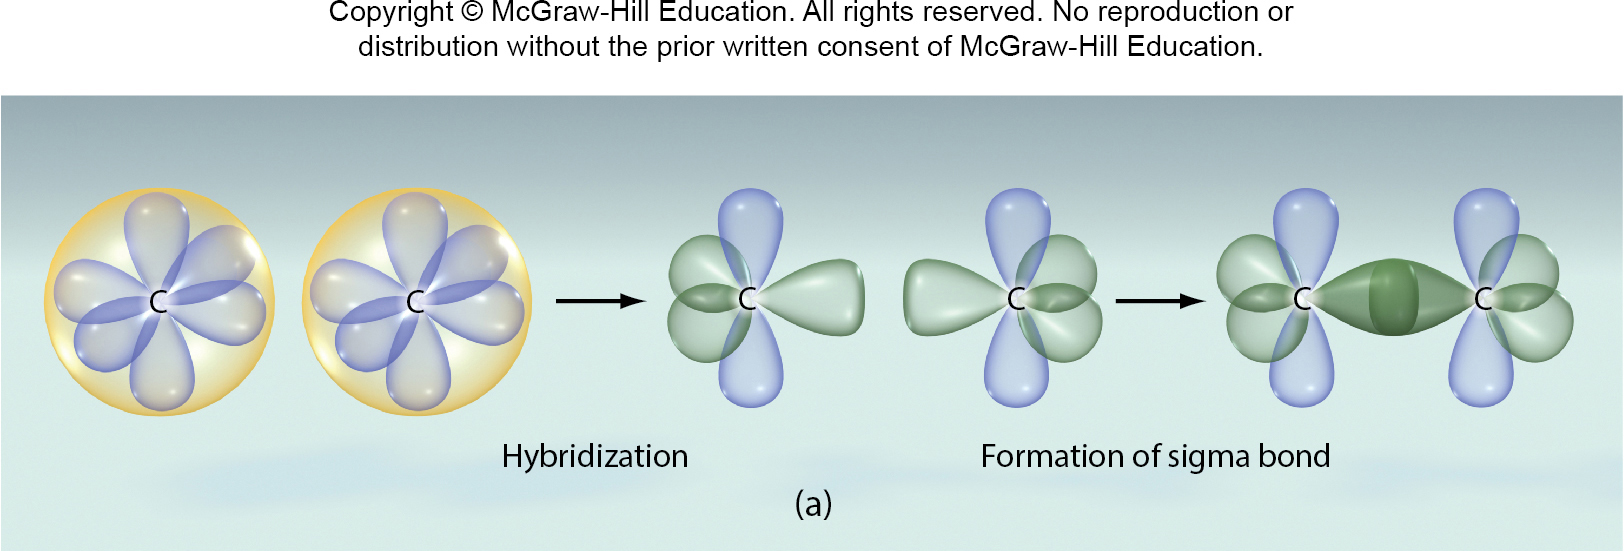 Copyright © McGraw-Hill Education. All rights reserved. No reproduction or
distribution without the prior written consent of McGraw-Hill Education.
C C C C C C
Hybridization Formation of sigma bond
(a)